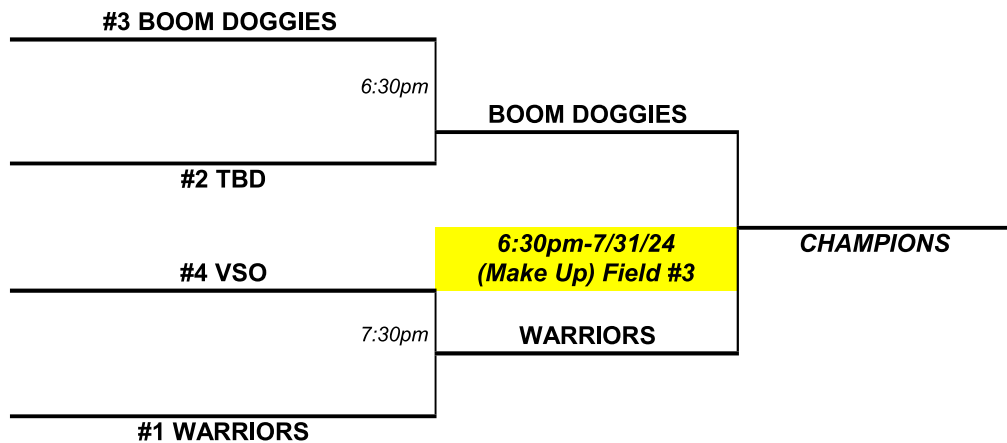 #3 BOOM DOGGIES
6:30pm
BOOM DOGGIES
#2 TBD
6:30pm-7/31/24
(Make Up) Field #3
CHAMPIONS
#4 VSO
7:30pm
WARRIORS
#1 WARRIORS